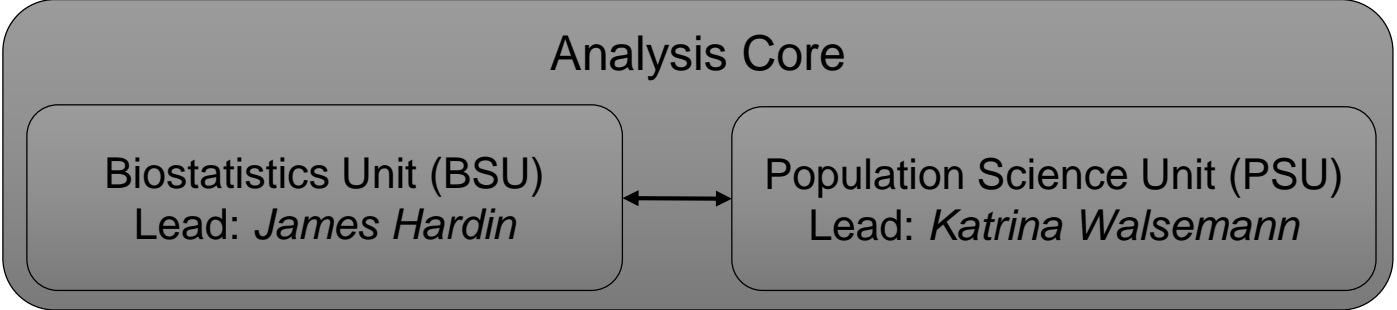 Analysis Core
Biostatistics Unit (BSU)
Lead: James Hardin
Population Science Unit (PSU)
Lead: Katrina Walsemann